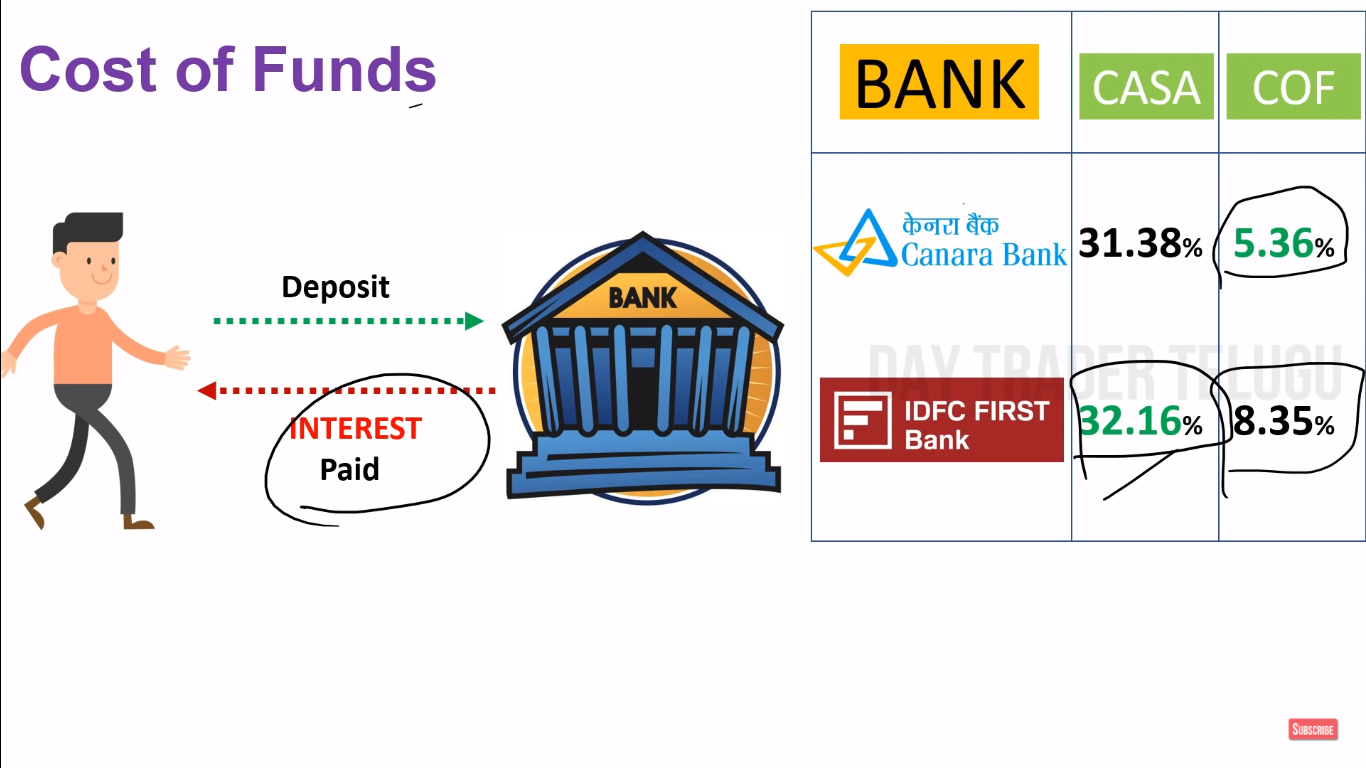 Cost of Funds
Deposit
INTEREST
Paid
BANK
BANK CASA COF
केनरा बैंक
Canara Bank 31.38% 5.36%
DAY TRADER TELUGU
IDFC FIRST
Bank 32.16% 8.35%
SUBSCRIBE